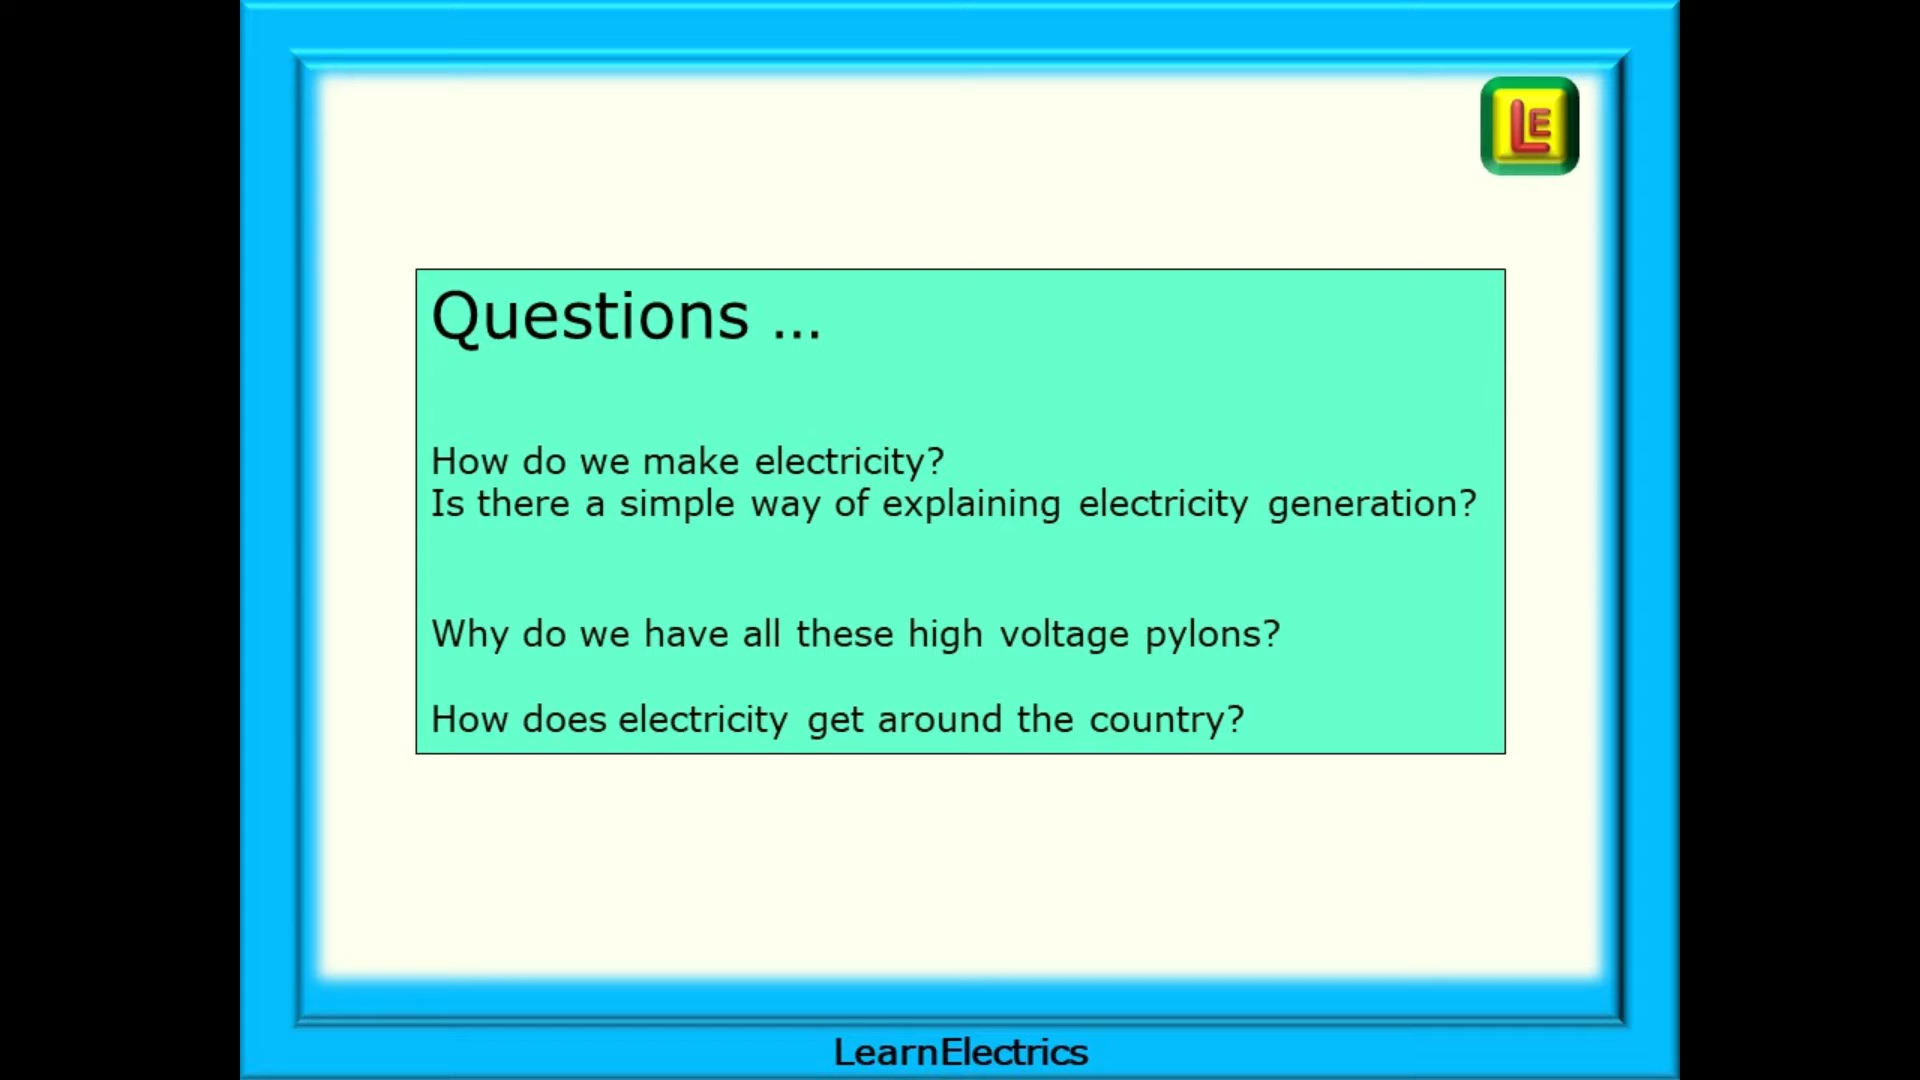 LE
Questions ...
How do we make electricity?
Is there a simple way of explaining electricity generation?
Why do we have all these high voltage pylons?
How does electricity get around the country?
LearnElectrics